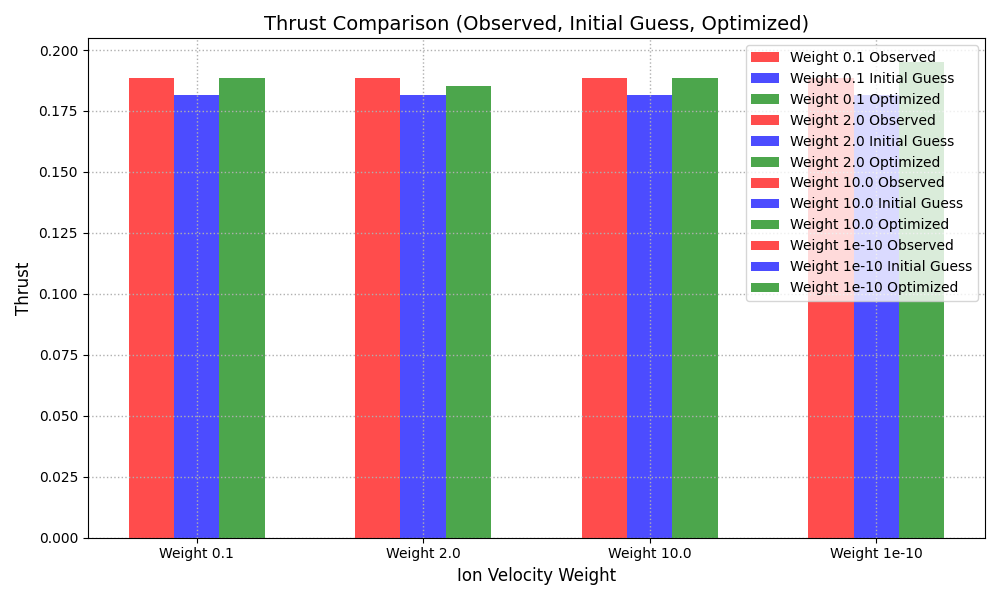 Thrust Comparison (Observed, Initial Guess, Optimized)
0.200
0.175
0.150
0.125
0.100
0.075
0.050
0.025
0.000
Thrust
Weight 0.1 Observed
Weight 0.1 Initial Guess
Weight 0.1 Optimized
Weight 2.0 Observed
Weight 2.0 Initial Guess
Weight 2.0 Optimized
Weight 10.0 Observed
Weight 10.0 Initial Guess
Weight 10.0 Optimized
Weight 1e-10 Observed
Weight 1e-10 Initial Guess
Weight 1e-10 Optimized
Weight 0.1
Weight 2.0
Weight 10.0
Weight 1e-10
Ion Velocity Weight